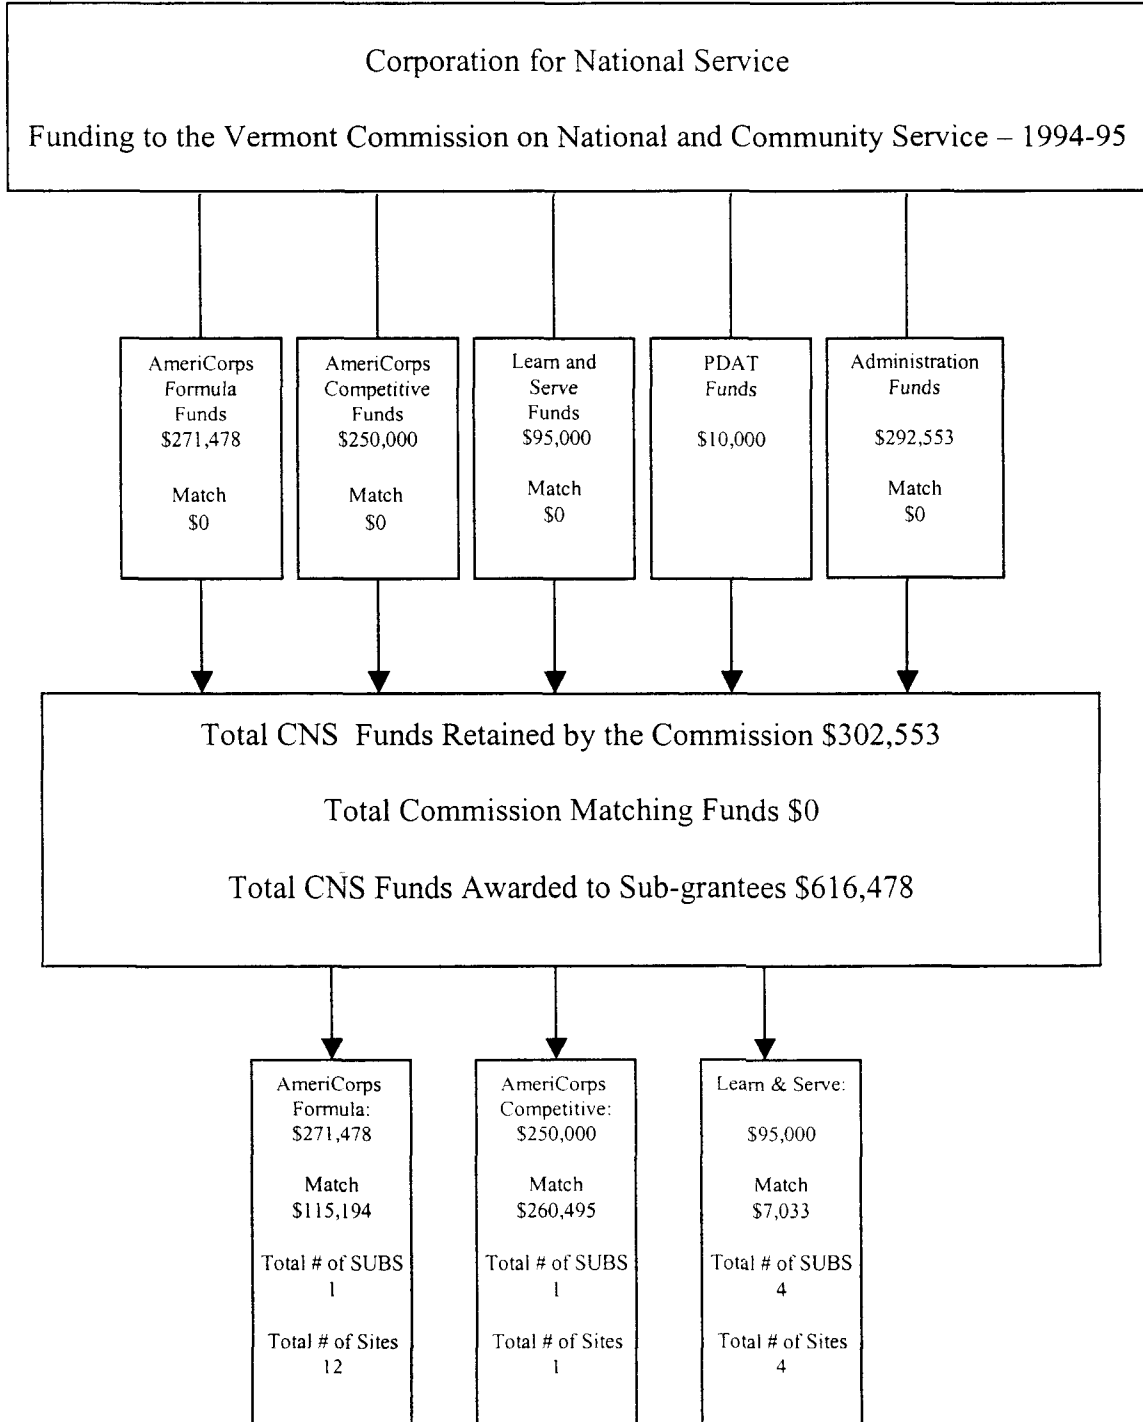 Corporation for National Service
Funding to the Vermont Commission on National and Community Service – 1994-95
AmeriCorps
Formula
Funds
$271,478
Match
$0
AmeriCorps
Competitive
Funds
$250,000
Match
$0
Learn and
Serve
Funds
$95,000
Match
$0
PDAT
Funds
$10,000
Administration
Funds
$292,553
Match
$0
Total CNS Funds Retained by the Commission $302,553
Total Commission Matching Funds $0
Total CNS Funds Awarded to Sub-grantees $616,478
AmeriCorps
Formula:
$271,478
Match
$115,194
Total # of SUBS
1
Total # of Sites
12
AmeriCorps
Competitive:
$250,000
Match
$260,495
Total # of SUBS
1
Total # of Sites
1
Learn & Serve:
$95,000
Match
$7,033
Total # of SUBS
4
Total # of Sites
4